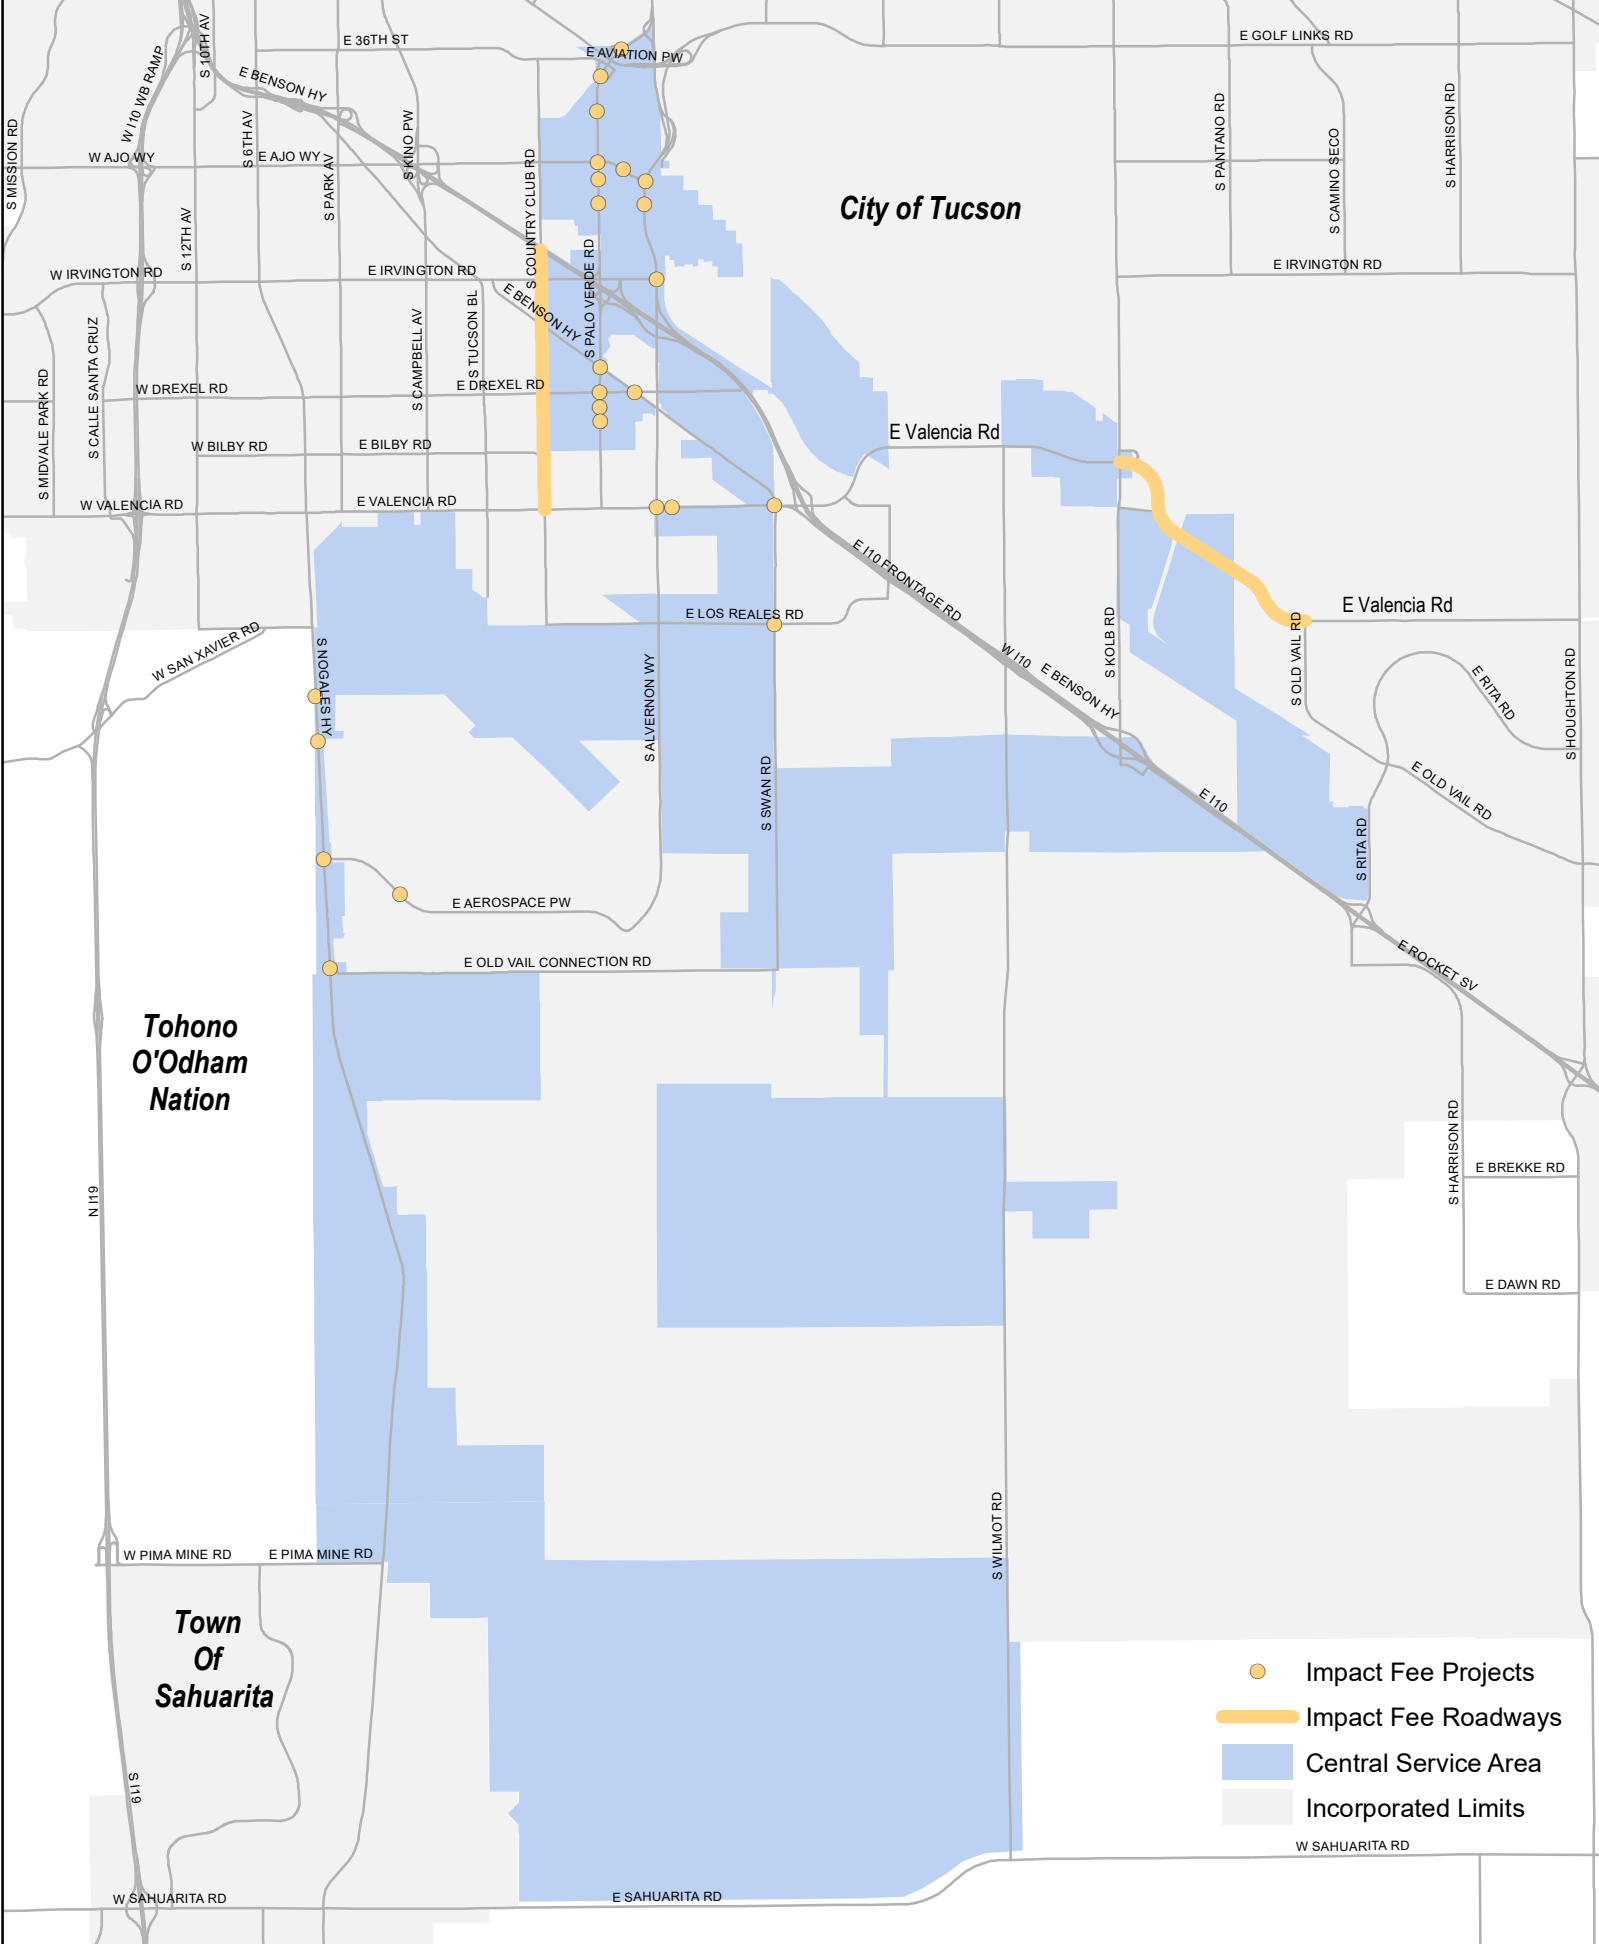 E 36TH ST
E AVIATION PW
E GOLF LINKS RD
S 10TH AV
W I10 WB RAMP
E BENSON HY
S MISSION RD
W AJO WY
S 6TH AV
E AJO WY
S PARK AV
S KINO PW
S COUNTRY CLUB RD
S PANTANO RD
S CAMINO SECO
S HARRISON RD
City of Tucson
S 12TH AV
W IRVINGTON RD
E IRVINGTON RD
E BENSON HY
S PALO VERDE RD
E IRVINGTON RD
S MIDVALE PARK RD
S CALLE SANTA CRUZ
S CAMPBELL AV
S TUCSON BL
W DREXEL RD
E DREXEL RD
W BILBY RD
E BILBY RD
E Valencia Rd
W VALENCIA RD
E VALENCIA RD
E I10 FRONTAGE RD
E LOS REALES RD
E Valencia Rd
W SAN XAVIER RD
S NOGALES HY
S ALVERNON WY
S SWAN RD
W I10
E BENSON HY
S KOLB RD
S OLD VAIL RD
E RITA RD
S HOUGHTON RD
E I10
E OLD VAIL RD
S RITA RD
E AEROSPACE PW
E OLD VAIL CONNECTION RD
E ROCKET SV
Tohono
O'Odham
Nation
N I19
S HARRISON RD
E BREKKE RD
E DAWN RD
S WILMOT RD
W PIMA MINE RD
E PIMA MINE RD
Town
Of
Sahuarita
S I19
Impact Fee Projects
Impact Fee Roadways
Central Service Area
Incorporated Limits
W SAHUARITA RD
W SAHUARITA RD
E SAHUARITA RD